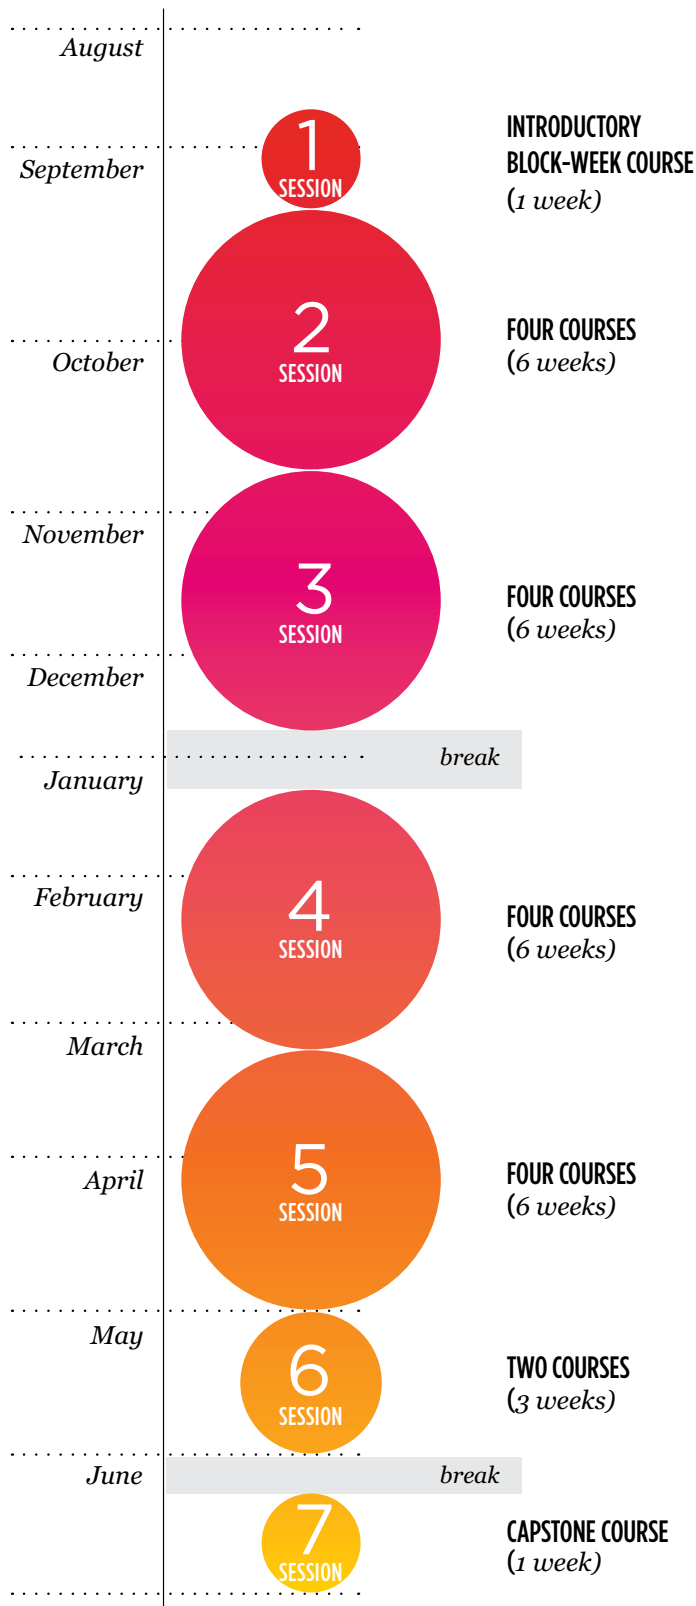 August
1
SESSION
INTRODUCTORY
BLOCK-WEEK COURSE
(1 week)
September
2
SESSION
FOUR COURSES
(6 weeks)
October
November
3
SESSION
FOUR COURSES
(6 weeks)
December
break
January
4
SESSION
FOUR COURSES
(6 weeks)
February
March
5
SESSION
FOUR COURSES
(6 weeks)
April
May
6
SESSION
TWO COURSES
(3 weeks)
June
break
7
SESSION
CAPSTONE COURSE
(1 week)